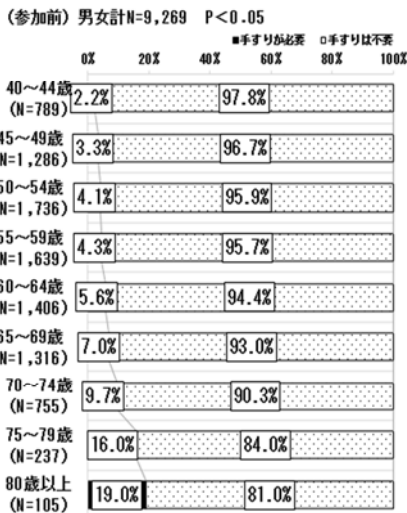 (参加前) 男女計N=9,269 P<0.05
■手すりが必要 □手すりは不要
0% 20% 40% 60% 80% 100%
40～44歳 2.2% 97.8%
(N=789)
45～49歳 3.3% 96.7%
(N=1,286)
50～54歳 4.1% 95.9%
(N=1,736)
55～59歳 4.3% 95.7%
(N=1,639)
60～64歳 5.6% 94.4%
(N=1,406)
65～69歳 7.0% 93.0%
(N=1,316)
70～74歳 9.7% 90.3%
(N=755)
75～79歳 16.0% 84.0%
(N=237)
80歳以上 19.0% 81.0%
(N=105)